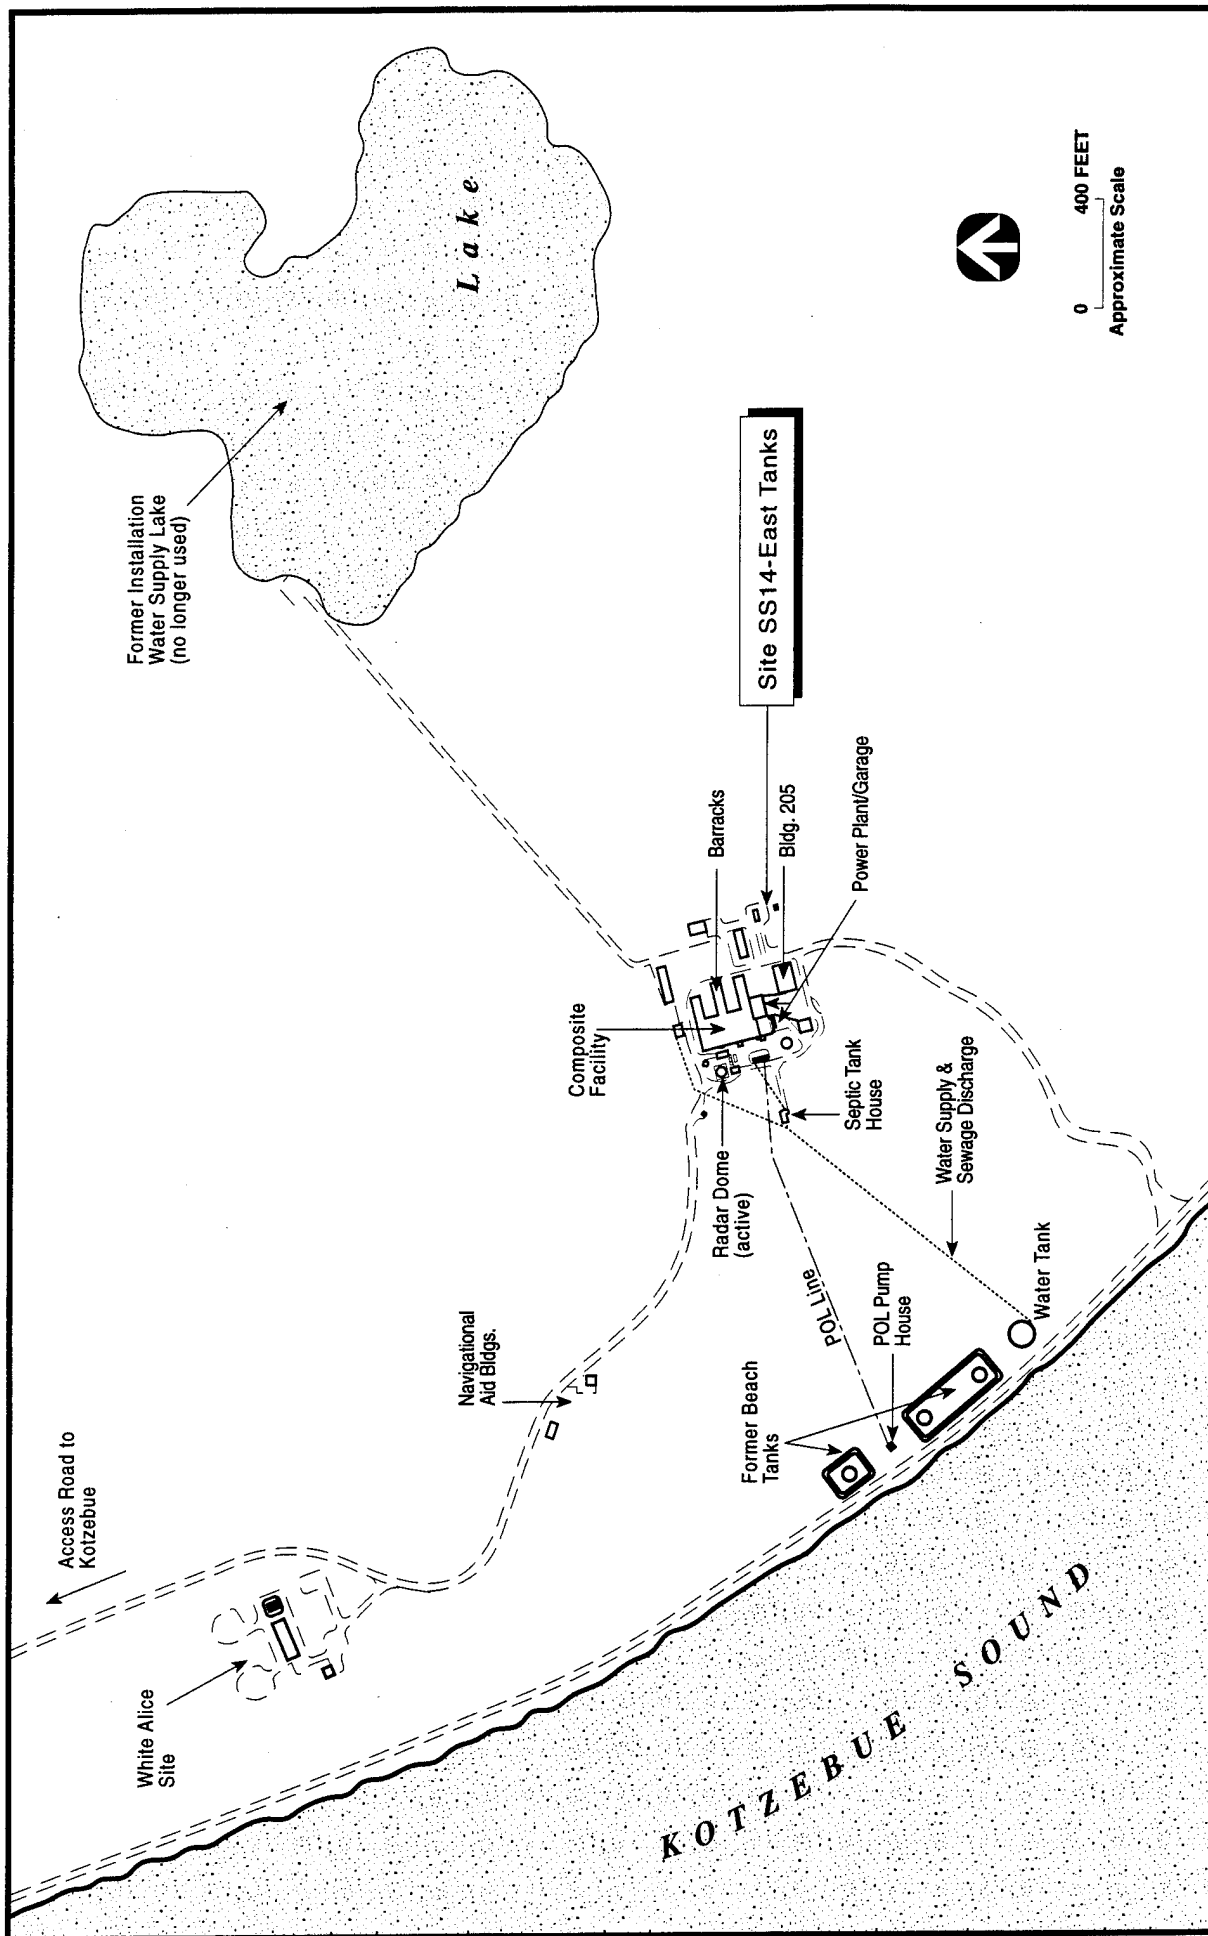 Access Road to
Kotzebue
White Alice
Site
Navigational
Aid Bldgs.
Former Installation
Water Supply Lake
(no longer used)
Lake
Composite
Facility
Barracks
Site SS14-East Tanks
Bldg. 205
Power Plant/Garage
Septic Tank
House
Radar Dome
(active)
POL Line
POL Pump
House
Former Beach
Tanks
Water Supply &
Sewage Discharge
Water Tank
KOTZEBUE SOUND
0 400 FEET
Approximate Scale